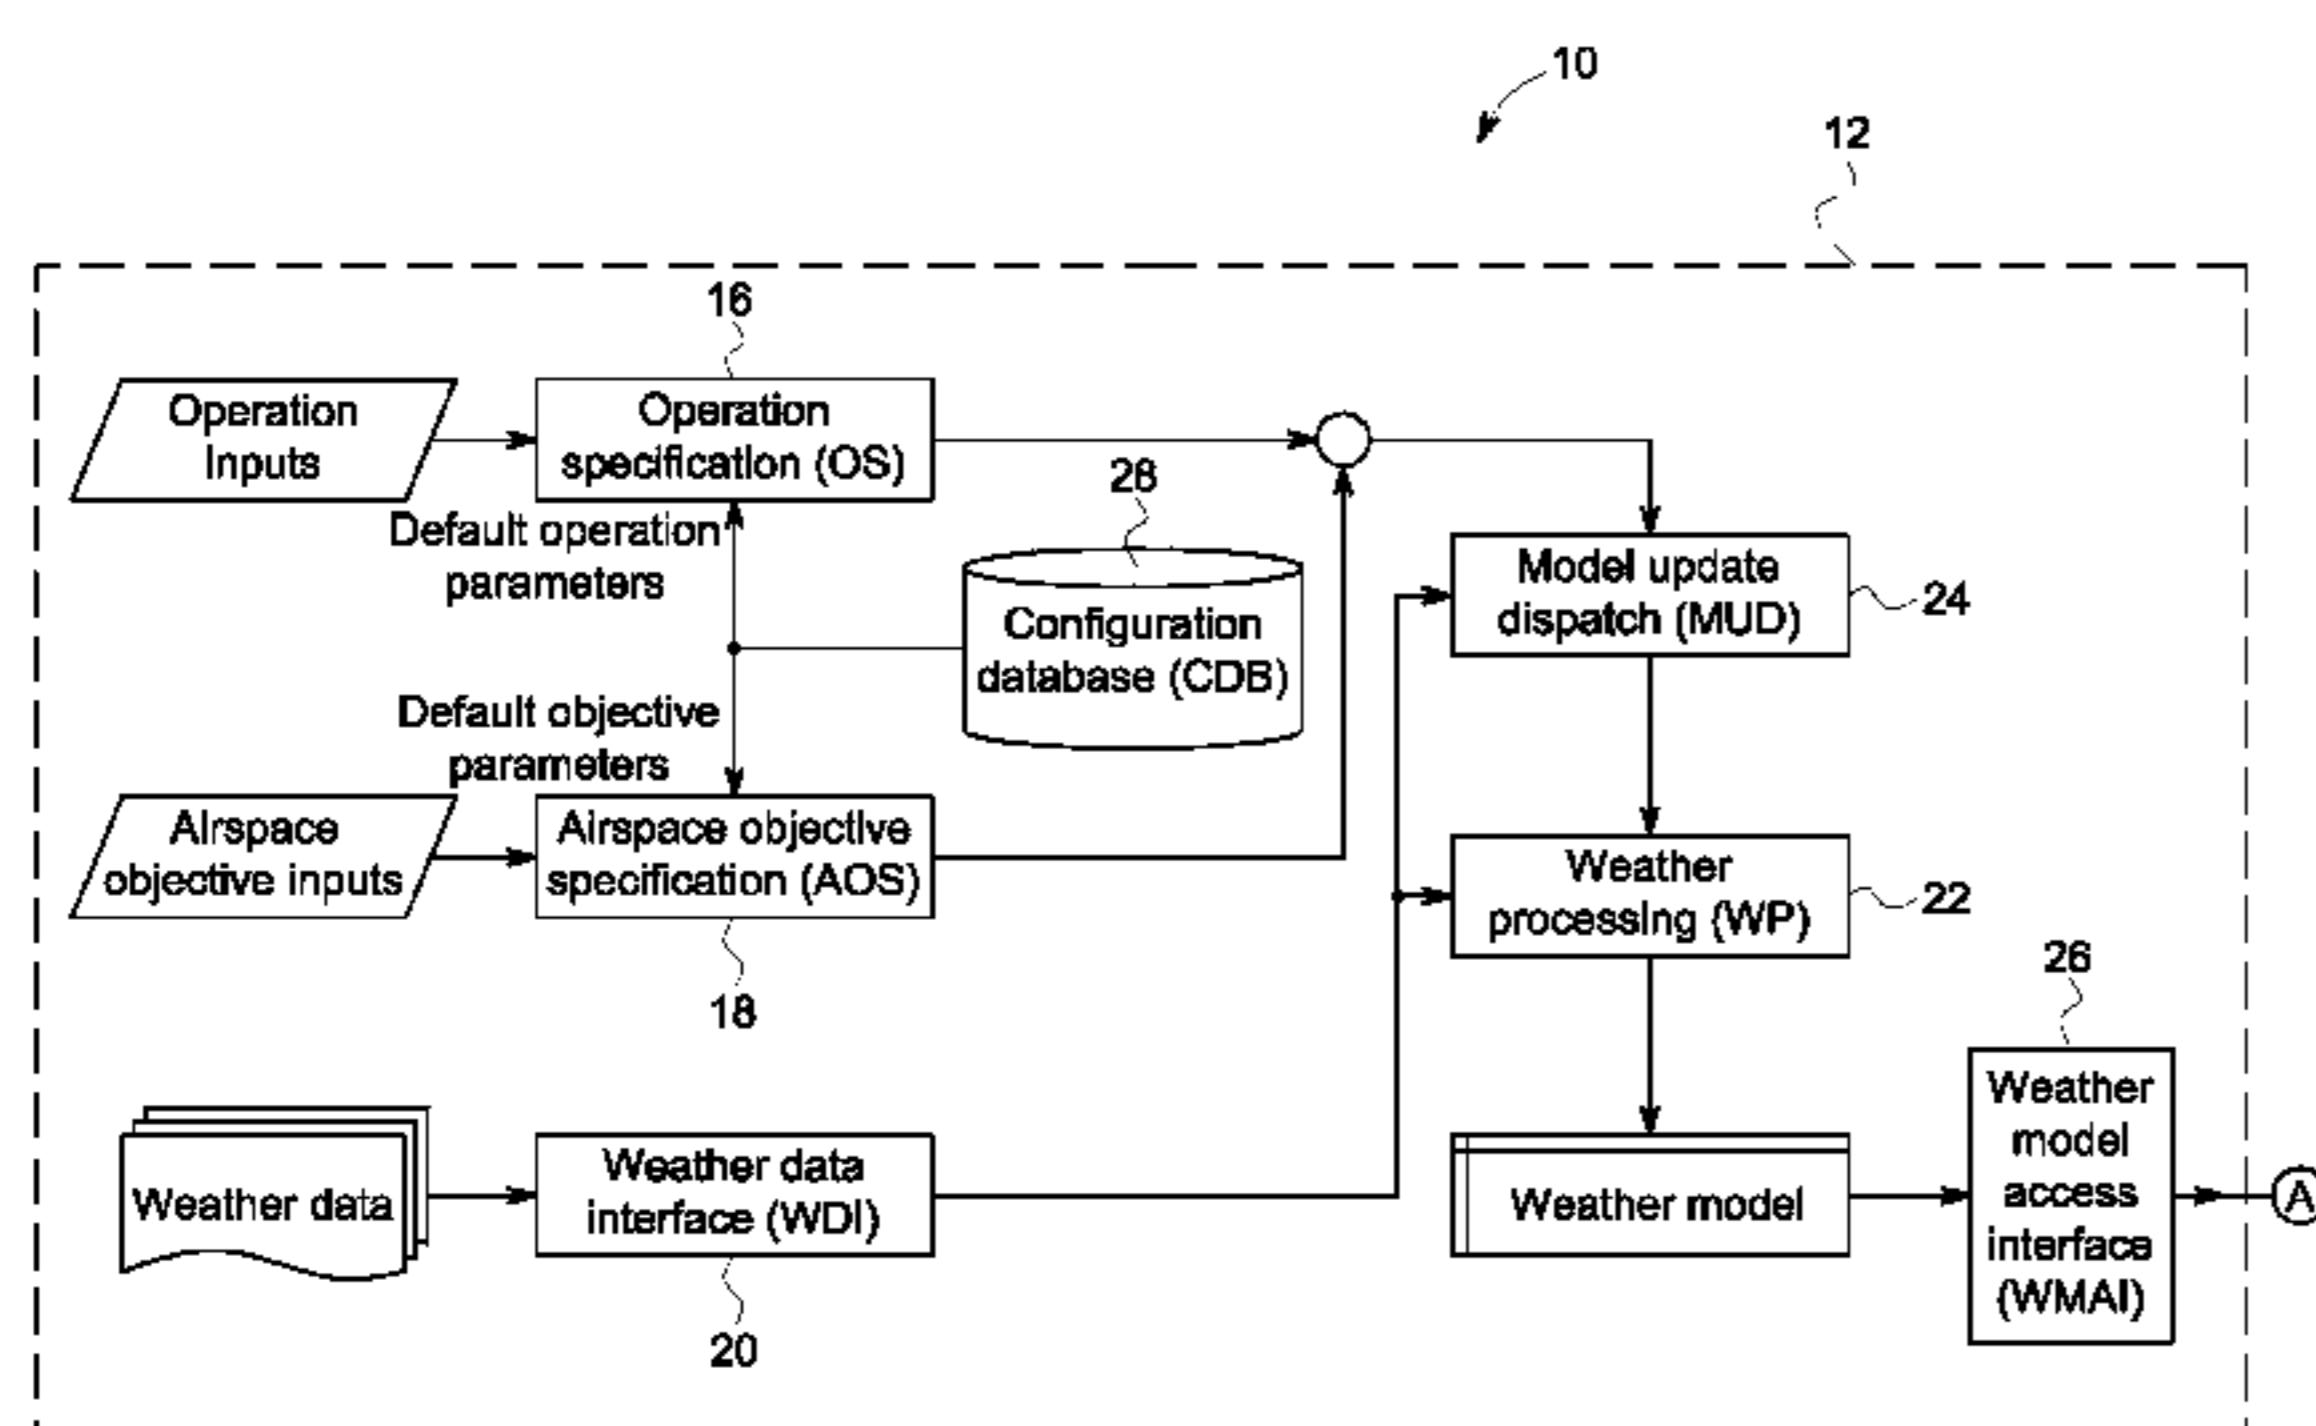 10
12
16
Operation
Inputs
Operation
specification (OS)
28
Default operation
parameters
Configuration
database (CDB)
Model update
dispatch (MUD)
24
Default objective
parameters
Airspace
objective inputs
Airspace objective
specification (AOS)
18
Weather
processing (WP)
22
26
Weather data
Weather data
interface (WDI)
20
Weather model
Weather
model
access
interface
(WMAI)
A